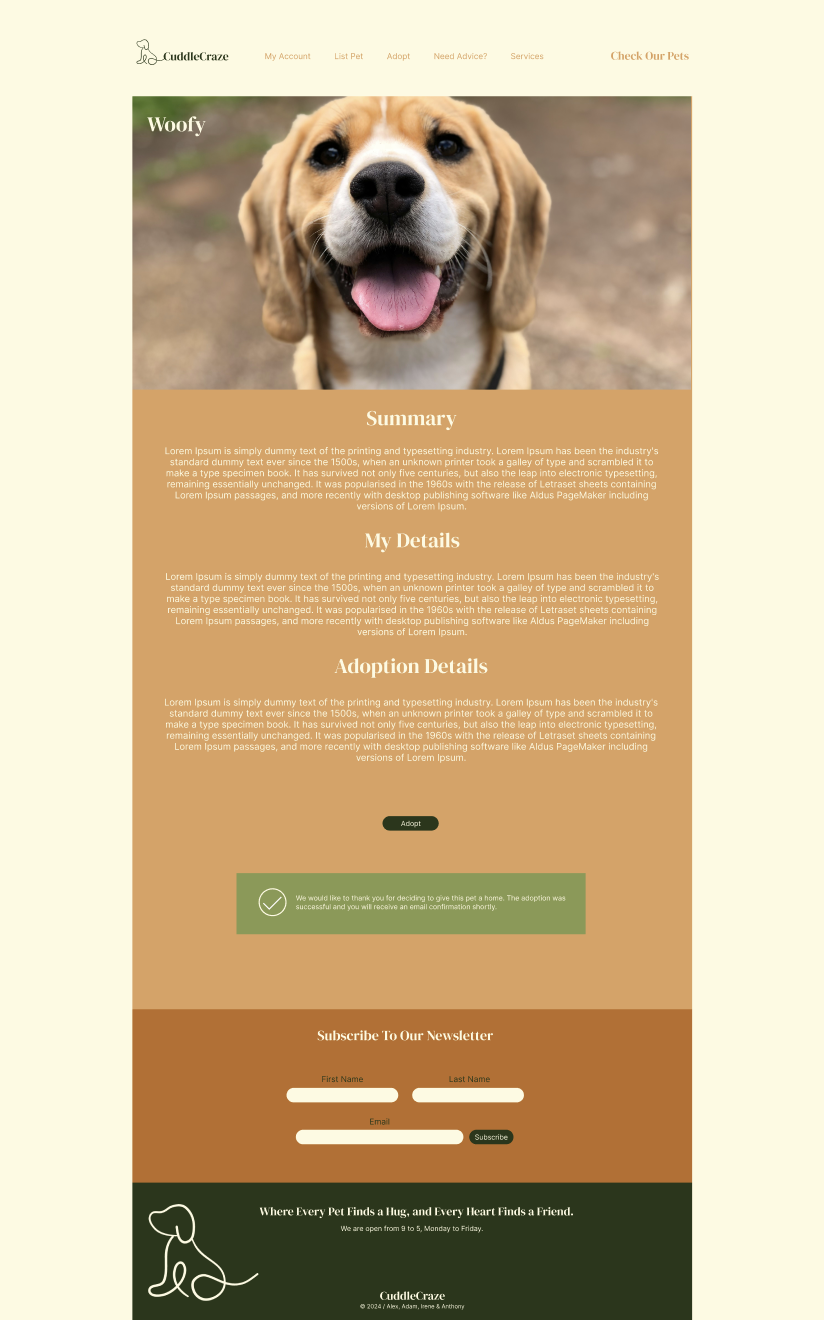 CuddleCraze
My Account
List Pet
Adopt
Need Advice?
Services
Check Our Pets
Woofy
Summary
Lorem Ipsum is simply dummy text of the printing and typesetting industry. Lorem Ipsum has been the industry's
standard dummy text ever since the 1500s, when an unknown printer took a galley of type and scrambled it to
make a type specimen book. It has survived not only five centuries, but also the leap into electronic typesetting,
remaining essentially unchanged. It was popularised in the 1960s with the release of Letraset sheets containing
Lorem Ipsum passages, and more recently with desktop publishing software like Aldus PageMaker including
versions of Lorem Ipsum.
My Details
Lorem Ipsum is simply dummy text of the printing and typesetting industry. Lorem Ipsum has been the industry's
standard dummy text ever since the 1500s, when an unknown printer took a galley of type and scrambled it to
make a type specimen book. It has survived not only five centuries, but also the leap into electronic typesetting,
remaining essentially unchanged. It was popularised in the 1960s with the release of Letraset sheets containing
Lorem Ipsum passages, and more recently with desktop publishing software like Aldus PageMaker including
versions of Lorem Ipsum.
Adoption Details
Lorem Ipsum is simply dummy text of the printing and typesetting industry. Lorem Ipsum has been the industry's
standard dummy text ever since the 1500s, when an unknown printer took a galley of type and scrambled it to
make a type specimen book. It has survived not only five centuries, but also the leap into electronic typesetting,
remaining essentially unchanged. It was popularised in the 1960s with the release of Letraset sheets containing
Lorem Ipsum passages, and more recently with desktop publishing software like Aldus PageMaker including
versions of Lorem Ipsum.
Adopt
We would like to thank you for deciding to give this pet a home. The adoption was
successful and you will receive an email confirmation shortly.
Subscribe To Our Newsletter
First Name
Last Name
Email
Subscribe
Where Every Pet Finds a Hug, and Every Heart Finds a Friend.
We are open from 9 to 5, Monday to Friday.
CuddleCraze
© 2024 / Alex, Adam, Irene & Anthony